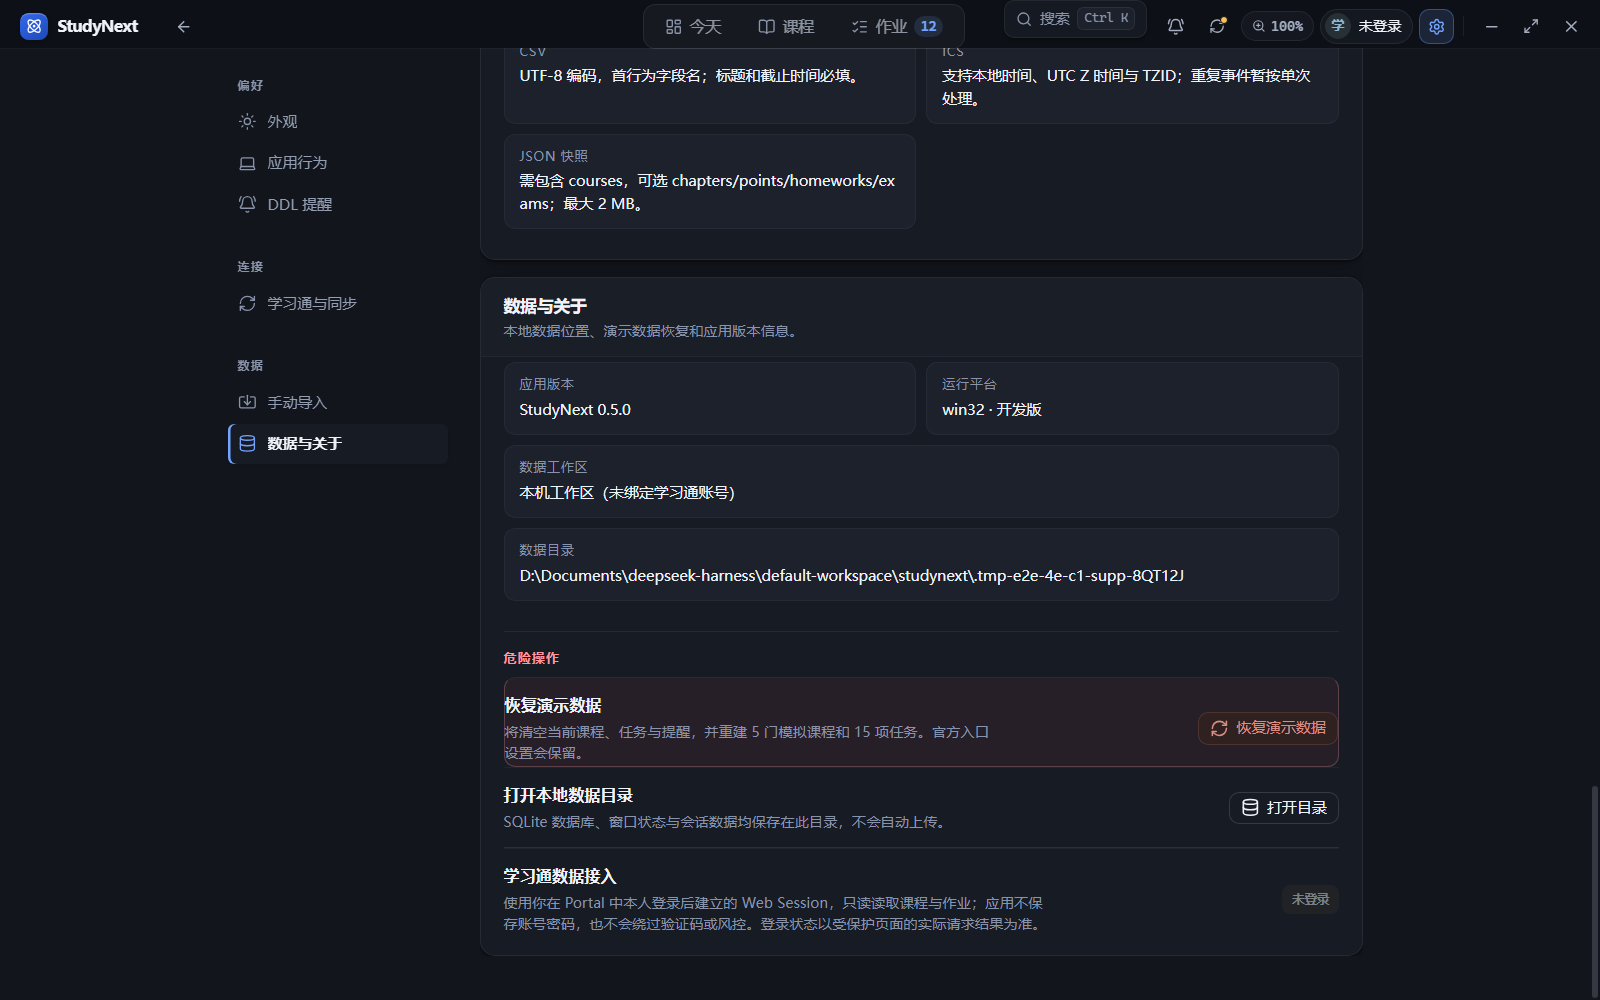 StudyNext
今天
课程
作业 12
搜索 Ctrl K
100%
学 未登录
偏好
外观
应用行为
DDL 提醒
连接
学习通与同步
数据
手动导入
数据与关于
CSV
UTF-8 编码，首行为字段名；标题和截止时间必填。
ICS
支持本地时间、UTC Z 时间与 TZID；重复事件暂按单次
处理。
JSON 快照
需包含 courses，可选 chapters/points/homeworks/ex
ams；最大 2 MB。
数据与关于
本地数据位置、演示数据恢复和应用版本信息。
应用版本
StudyNext 0.5.0
运行平台
win32 · 开发版
数据工作区
本机工作区（未绑定学习通账号）
数据目录
D:\Documents\deepseek-harness\default-workspace\studynext\.tmp-e2e-4e-c1-supp-8QT12J
危险操作
恢复演示数据
将清空当前课程、任务与提醒，并重建 5 门模拟课程和 15 项任务。官方入口
设置会保留。
恢复演示数据
打开本地数据目录
SQLite 数据库、窗口状态与会话数据均保存在此目录，不会自动上传。
打开目录
学习通数据接入
使用你在 Portal 中本人登录后建立的 Web Session，只读读取课程与作业；应用不保
存账号密码，也不会绕过验证码或风控。登录状态以受保护页面的实际请求结果为准。
未登录